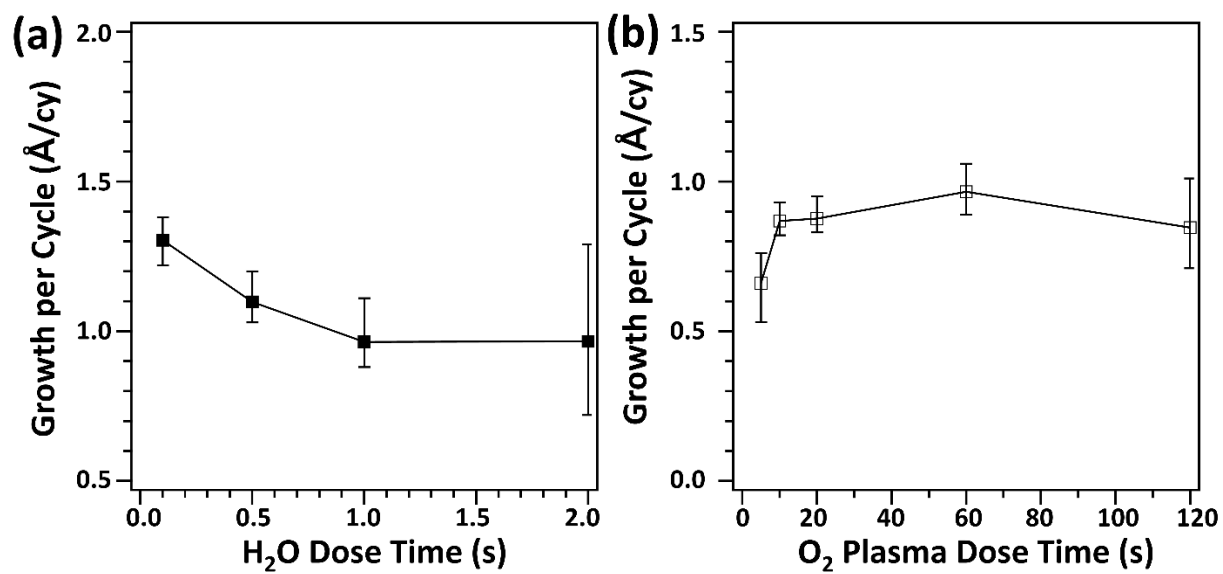 (a)
2.0
1.5
1.0
0.5
Growth per Cycle (Å/cy)
0.0 0.5 1.0 1.5 2.0
H₂O Dose Time (s)
(b)
1.5
1.0
0.5
0.0
Growth per Cycle (Å/cy)
0 20 40 60 80 100 120
O₂ Plasma Dose Time (s)